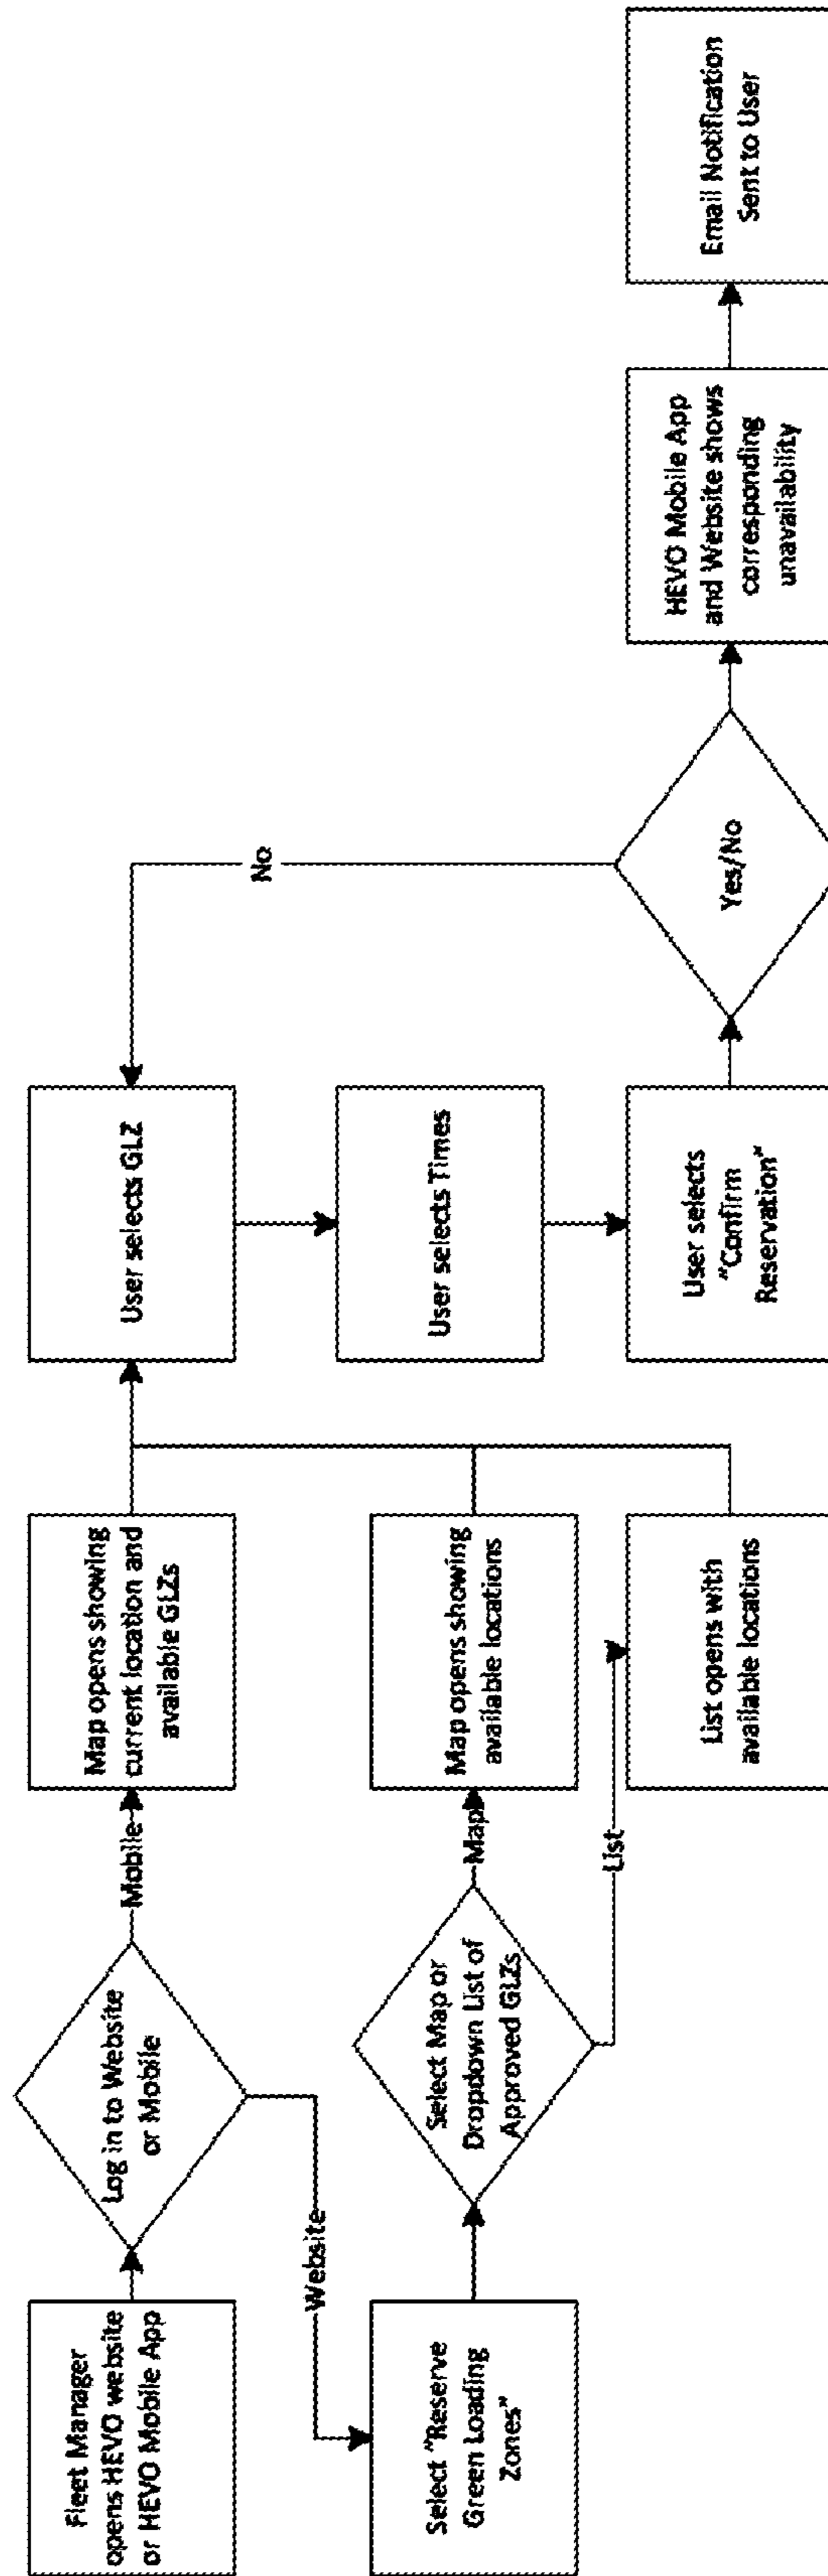 Fleet Manager
opens HEVO website
or HEVO Mobile App
Log in to Website
or Mobile
Mobile
Map opens showing
current location and
available GLZs
User selects GLZ
No
Website
Select "Reserve
Green Loading
Zones"
Select Map or
Dropdown List of
Approved GLZs
Map
Map opens showing
available locations
List
List opens with
available locations
User selects Times
User selects
"Confirm
Reservation"
Yes/No
HEVO Mobile App
and Website shows
corresponding
unavailability
Email Notification
Sent to User